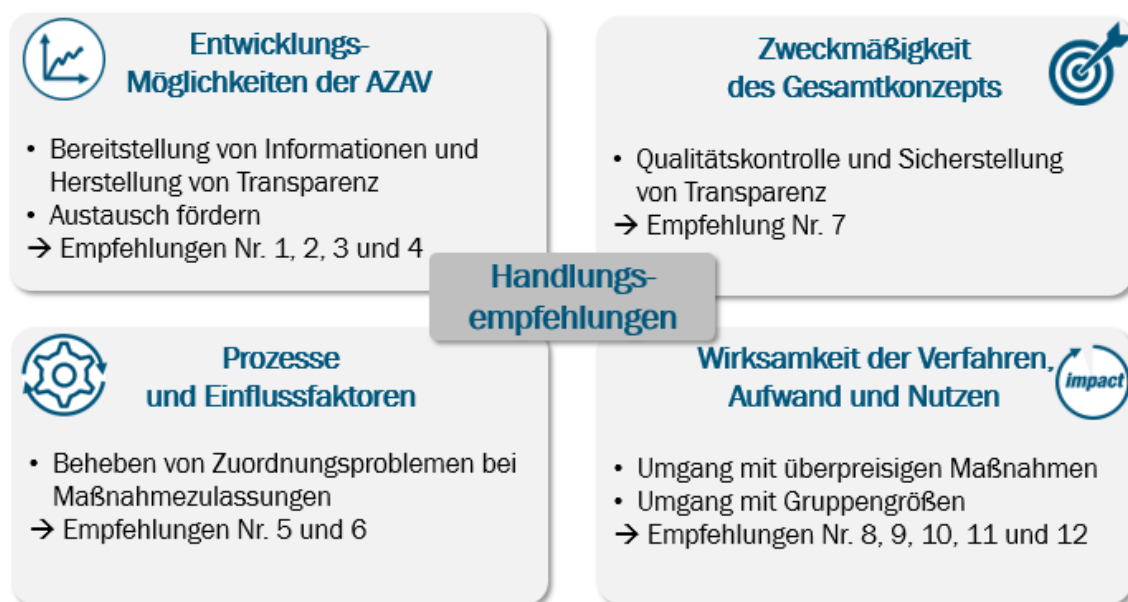 Entwicklungs-
Möglichkeiten der AZAV
• Bereitstellung von Informationen und
Herstellung von Transparenz
• Austausch fördern
→ Empfehlungen Nr. 1, 2, 3 und 4
Zweckmäßigkeit
des Gesamtkonzepts
• Qualitätskontrolle und Sicherstellung
von Transparenz
→ Empfehlung Nr. 7
Handlungs-
empfehlungen
Prozesse
und Einflussfaktoren
• Beheben von Zuordnungsproblemen bei
Maßnahmezulassungen
→ Empfehlungen Nr. 5 und 6
Wirksamkeit der Verfahren,
Aufwand und Nutzen
impact
• Umgang mit überpreisigen Maßnahmen
• Umgang mit Gruppengrößen
→ Empfehlungen Nr. 8, 9, 10, 11 und 12